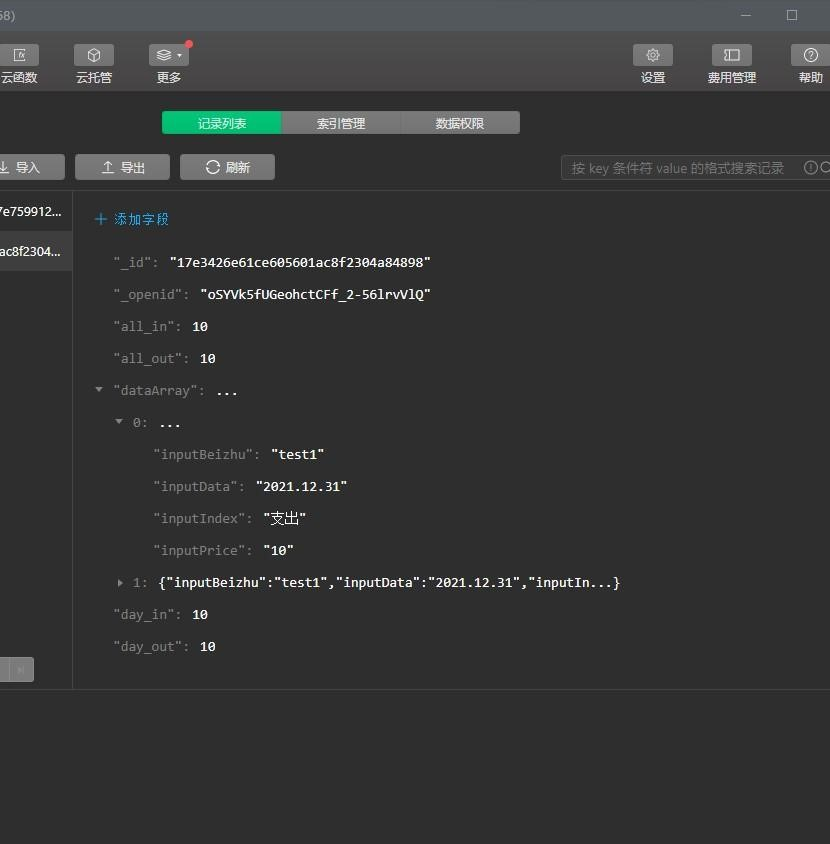 58)
云函数 云托管 更多 设置 费用管理 帮助
记录列表 索引管理 数据权限
导入 导出 刷新 按 key 条件符 value 的格式搜索记录
7e759912...
ac8f2304...
+ 添加字段
"_id": "17e3426e61ce605601ac8f2304a84898"
"_openid": "oSYVk5fUGeohctCFf_2-56lrvVlQ"
"all_in": 10
"all_out": 10
"dataArray": ...
0: ...
"inputBeizhu": "test1"
"inputData": "2021.12.31"
"inputIndex": "支出"
"inputPrice": "10"
1: {"inputBeizhu":"test1","inputData":"2021.12.31","inputIn...}
"day_in": 10
"day_out": 10